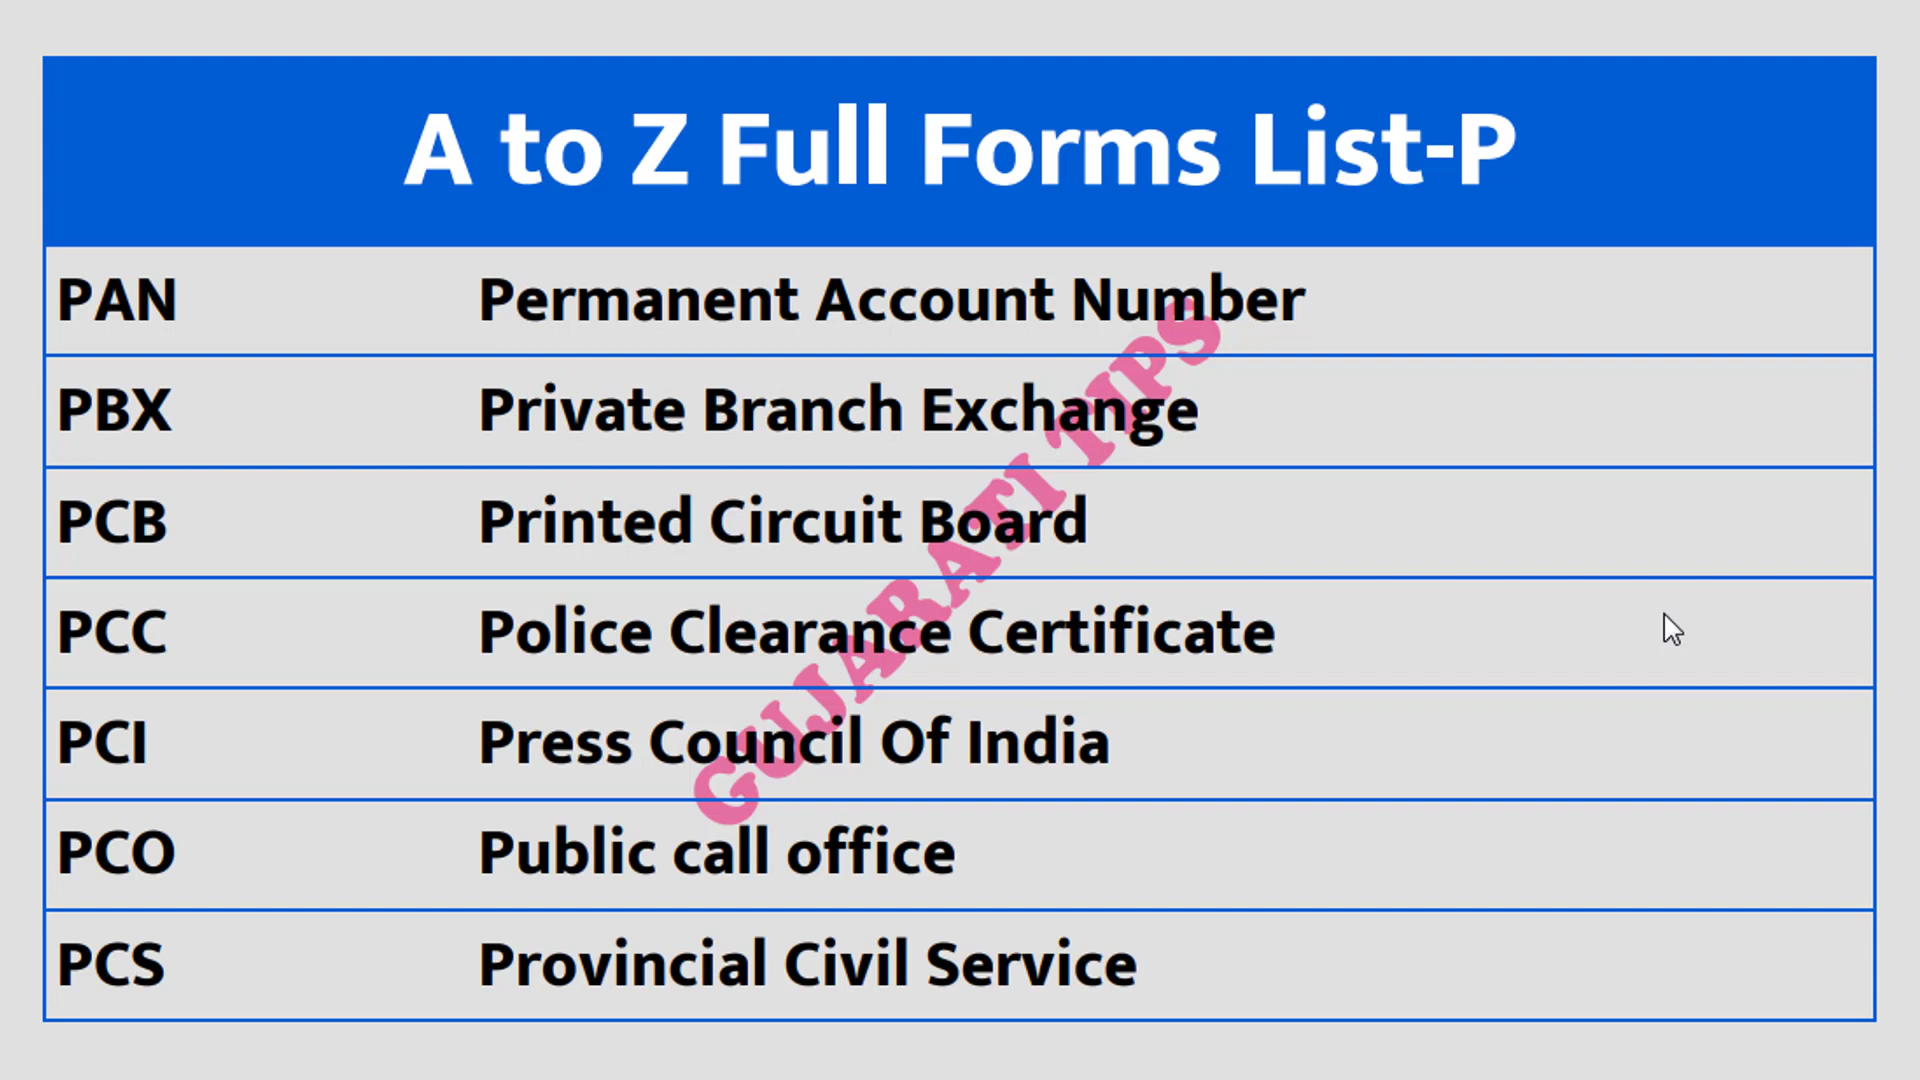 A to Z Full Forms List-P
PAN Permanent Account Number
PBX Private Branch Exchange
PCB Printed Circuit Board
PCC Police Clearance Certificate
PCI Press Council Of India
PCO Public call office
PCS Provincial Civil Service
GUJARATI TIPS